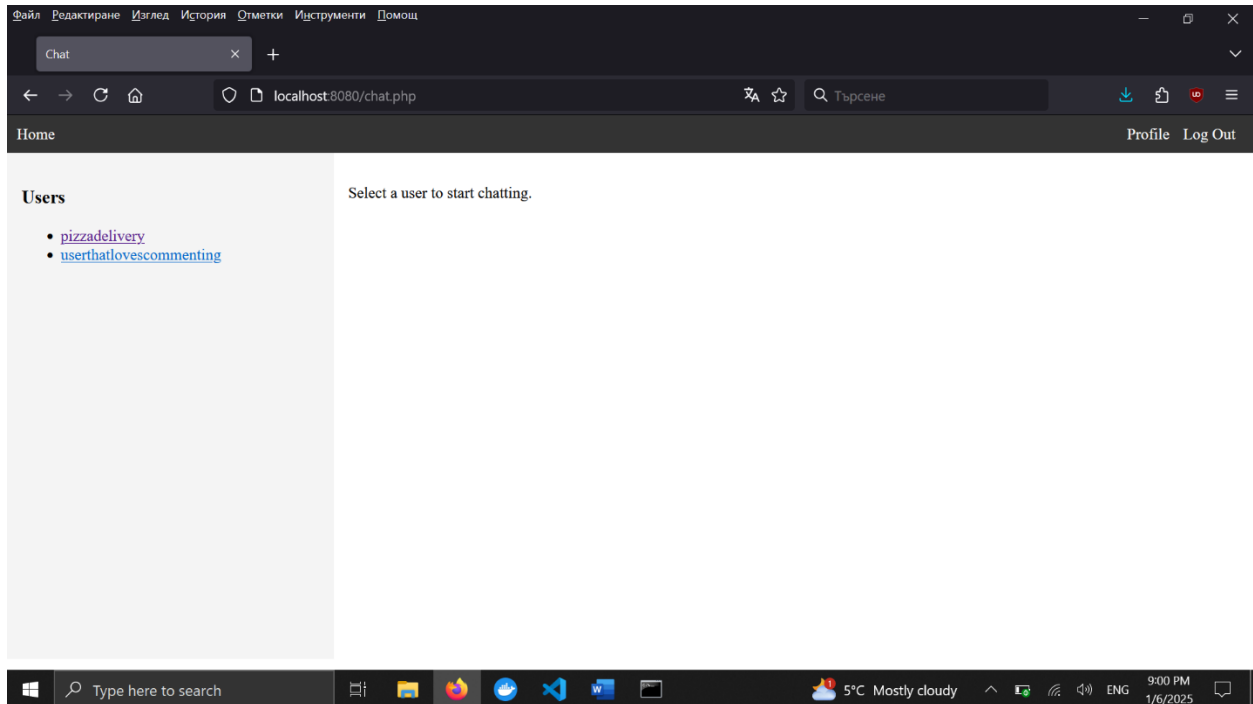 Файл Редактиране Изглед История Отметки Инструменти Помощ
Chat
localhost:8080/chat.php
Търсене
Home
Profile Log Out
Users
pizzadelivery
userthatlovescommenting
Select a user to start chatting.
Type here to search
5°C Mostly cloudy
ENG
9:00 PM
1/6/2025